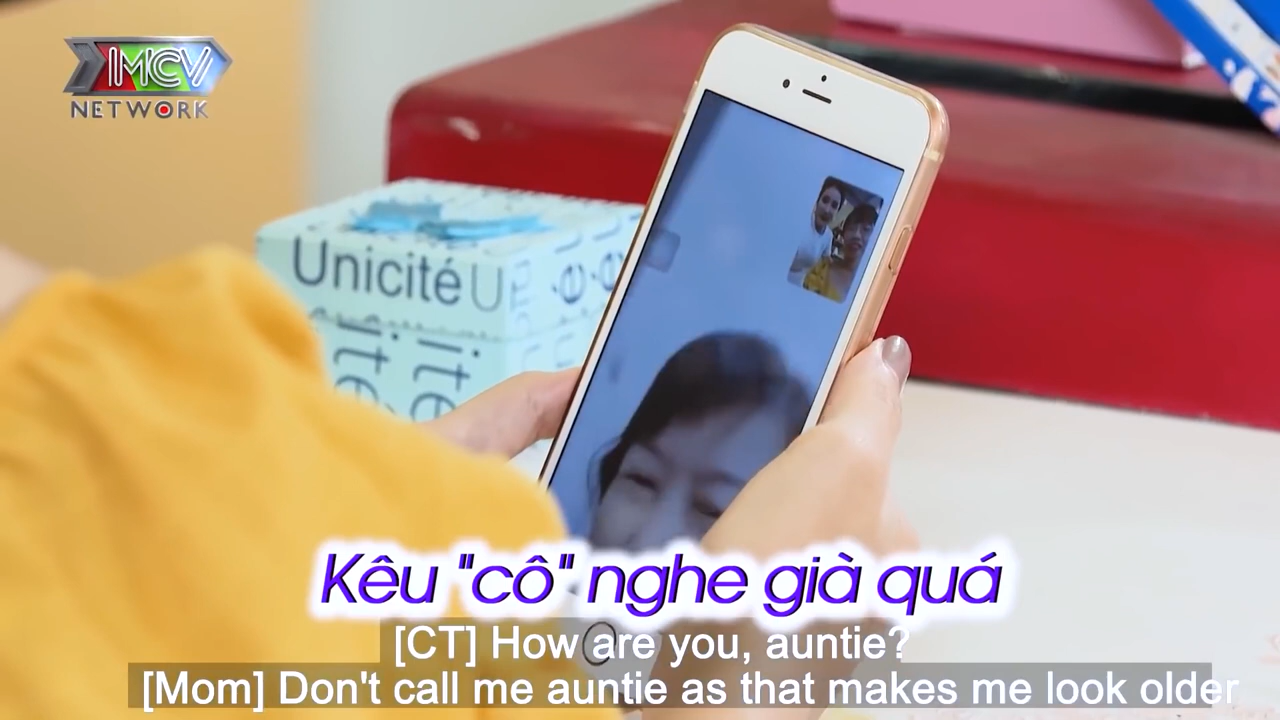 MCV
NETWORK
Unicité U
ité
Kêu "cô" nghe già quá
[CT] How are you, auntie?
[Mom] Don't call me auntie as that makes me look older